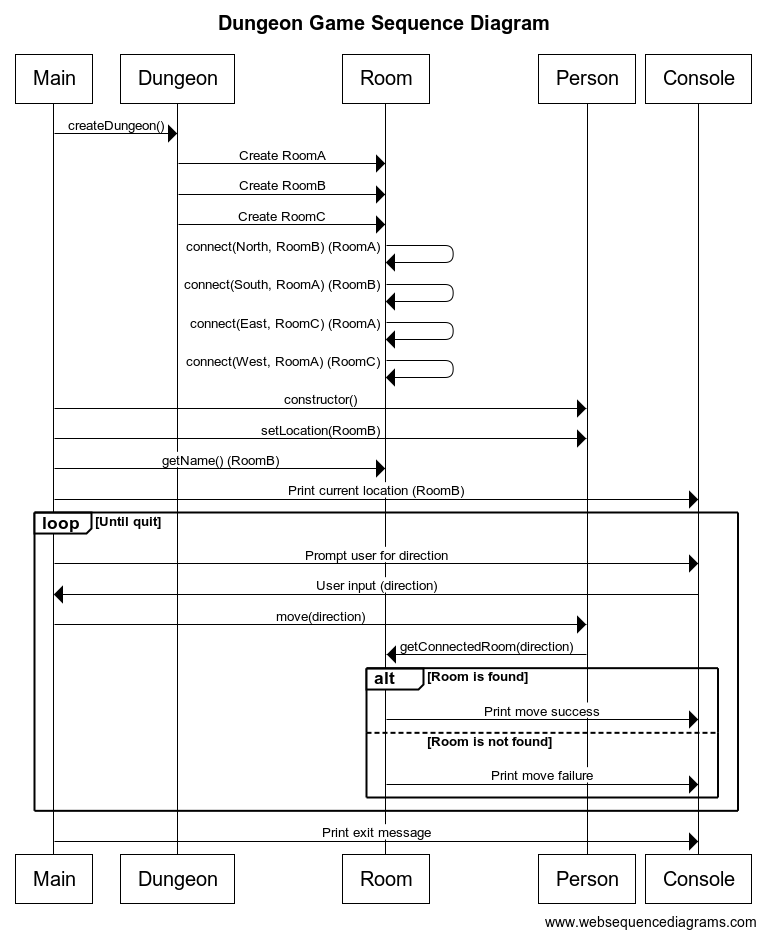 Dungeon Game Sequence Diagram
Main Dungeon Room Person Console
createDungeon()
Create RoomA
Create RoomB
Create RoomC
connect(North, RoomB) (RoomA)
connect(South, RoomA) (RoomB)
connect(East, RoomC) (RoomA)
connect(West, RoomA) (RoomC)
constructor()
setLocation(RoomB)
getName() (RoomB)
Print current location (RoomB)
loop [Until quit]
Prompt user for direction
User input (direction)
move(direction)
getConnectedRoom(direction)
alt [Room is found]
Print move success
[Room is not found]
Print move failure
Print exit message
Main Dungeon Room Person Console
www.websequencediagrams.com